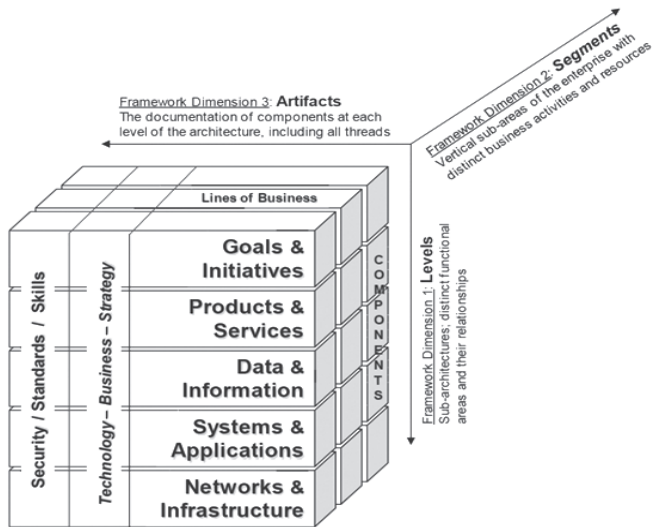 Framework Dimension 3: Artifacts
The documentation of components at each
level of the architecture, including all threads
Framework Dimension 2: Segments
Vertical sub-areas of the enterprise with
distinct business activities and resources
Lines of Business
Goals &
Initiatives
Products &
Services
Data &
Information
Systems &
Applications
Networks &
Infrastructure
Security / Standards / Skills
Technology – Business – Strategy
COMPONENTS
Framework Dimension 1: Levels
Sub-architectures; distinct functional
areas and their relationships